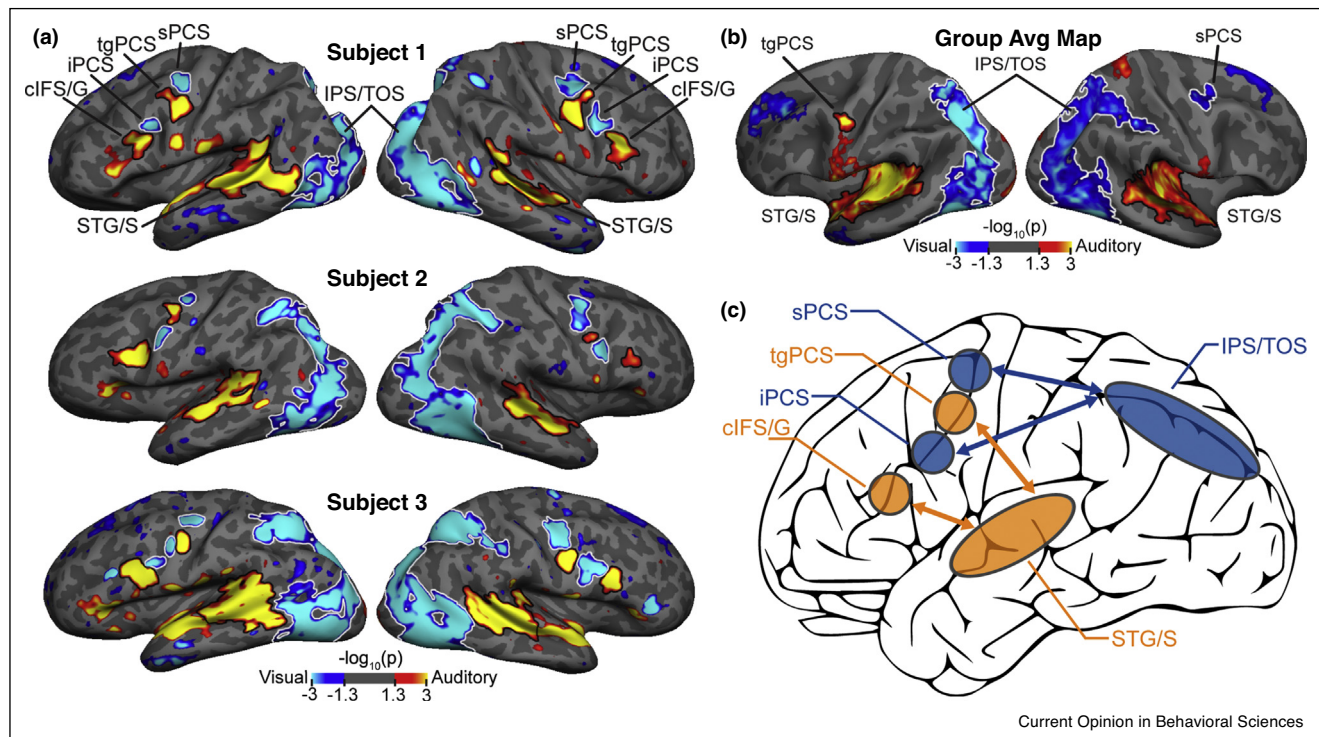 (a)
sPCS
tgPCS
iPCS
cIFS/G
Subject 1
sPCS
tgPCS
iPCS
cIFS/G
IPS/TOS
STG/S
STG/S
Subject 2
Subject 3
-log10(p)
Visual
Auditory
-3 -1.3 1.3 3
(b)
Group Avg Map
tgPCS
IPS/TOS
sPCS
STG/S
STG/S
-log10(p)
Visual
Auditory
-3 -1.3 1.3 3
(c)
sPCS
tgPCS
iPCS
cIFS/G
IPS/TOS
STG/S
Current Opinion in Behavioral Sciences